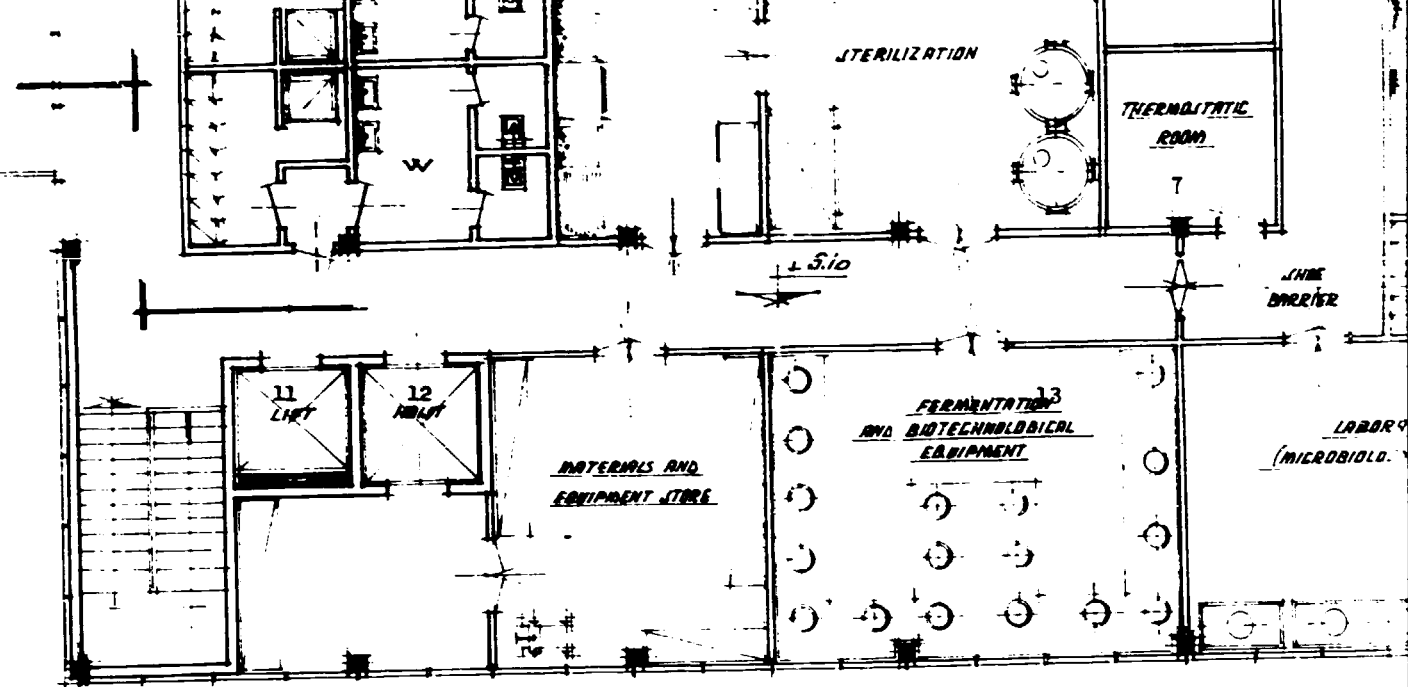 STERILIZATION
THERMOSTATIC
ROOM
7
W
5.10
SHOE
BARRIER
11
LIFT
12
HOIST
13
FERMENTATION
AND BIOTECHNOLOGICAL
EQUIPMENT
MATERIALS AND
EQUIPMENT STORE
LABOR
(MICROBIOLO.